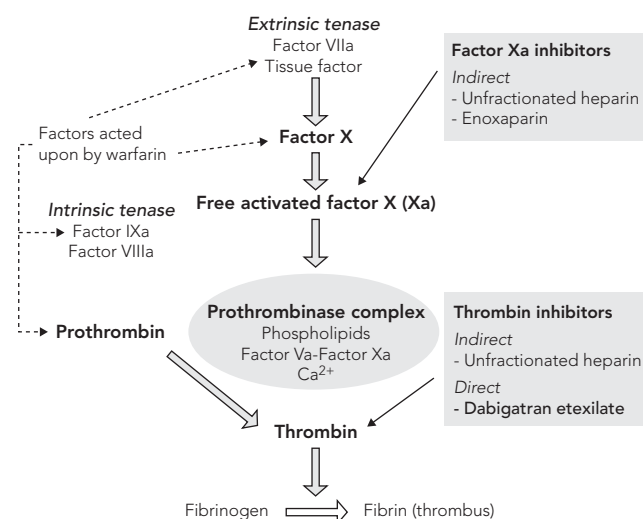 Extrinsic tenase
Factor VIIa
Tissue factor
Factor Xa inhibitors
Indirect
- Unfractionated heparin
- Enoxaparin
Factors acted
upon by warfarin
Factor X
Free activated factor X (Xa)
Intrinsic tenase
Factor IXa
Factor VIIIa
Prothrombinase complex
Phospholipids
Factor Va-Factor Xa
Ca2+
Prothrombin
Thrombin inhibitors
Indirect
- Unfractionated heparin
Direct
- Dabigatran etexilate
Thrombin
Fibrinogen
Fibrin (thrombus)